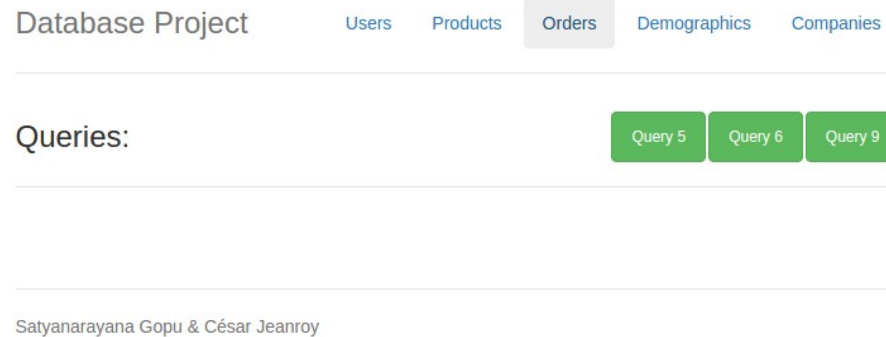 Database Project Users Products Orders Demographics Companies
Queries: Query 5 Query 6 Query 9
Satyanarayana Gopu & César Jeanroy